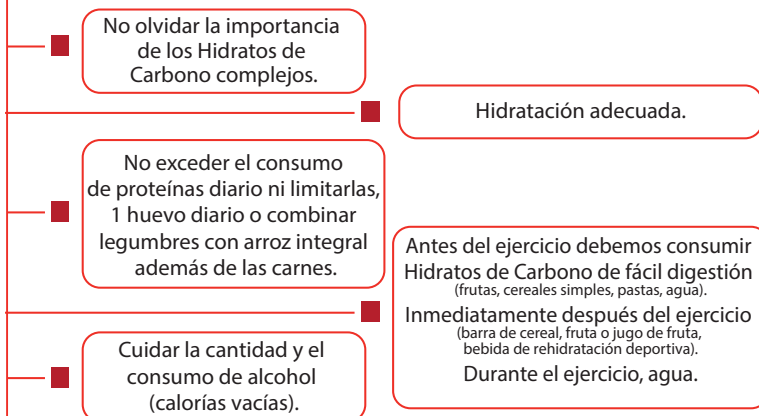 No olvidar la importancia
de los Hidratos de
Carbono complejos.
Hidratación adecuada.
No exceder el consumo
de proteínas diario ni limitarlas,
1 huevo diario o combinar
legumbres con arroz integral
además de las carnes.
Antes del ejercicio debemos consumir
Hidratos de Carbono de fácil digestión
(frutas, cereales simples, pastas, agua).
Inmediatamente después del ejercicio
(barra de cereal, fruta o jugo de fruta,
bebida de rehidratación deportiva).
Durante el ejercicio, agua.
Cuidar la cantidad y el
consumo de alcohol
(calorías vacías).